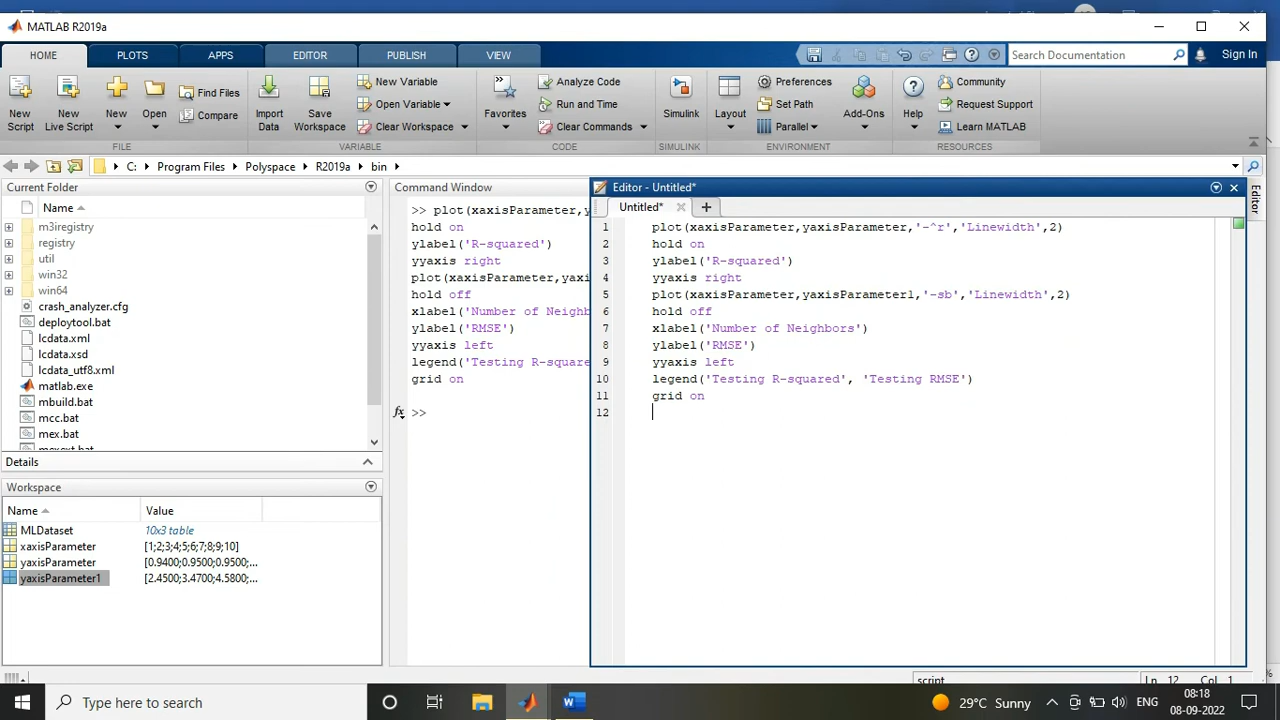 MATLAB R2019a
HOME PLOTS APPS EDITOR PUBLISH VIEW Search Documentation Sign In
New Script
New Live Script
New
Open
Find Files
Compare
Import Data
Save Workspace
New Variable
Open Variable
Clear Workspace
Favorites
Analyze Code
Run and Time
Clear Commands
Simulink
Layout
Preferences
Set Path
Parallel
Add-Ons
Help
Community
Request Support
Learn MATLAB
FILE VARIABLE CODE SIMULINK ENVIRONMENT RESOURCES
C: Program Files Polyspace R2019a bin
Current Folder
Name
m3iregistry
registry
util
win32
win64
crash_analyzer.cfg
deploytool.bat
lcdata.xml
lcdata.xsd
lcdata_utf8.xml
matlab.exe
mbuild.bat
mcc.bat
mex.bat
mexext.bat
Details
Workspace
Name Value
MLDataset 10x3 table
xaxisParameter [1;2;3;4;5;6;7;8;9;10]
yaxisParameter [0.9400;0.9500;0.9500;...
yaxisParameter1 [2.4500;3.4700;4.5800;...
Command Window
>> plot(xaxisParameter,y
hold on
ylabel('R-squared')
yyaxis right
plot(xaxisParameter,yaxi
hold off
xlabel('Number of Neighb
ylabel('RMSE')
yyaxis left
legend('Testing R-square
grid on
fx >>
Editor - Untitled*
Untitled*
1 plot(xaxisParameter,yaxisParameter,'-^r','Linewidth',2)
2 hold on
3 ylabel('R-squared')
4 yyaxis right
5 plot(xaxisParameter,yaxisParameter1,'-sb','Linewidth',2)
6 hold off
7 xlabel('Number of Neighbors')
8 ylabel('RMSE')
9 yyaxis left
10 legend('Testing R-squared', 'Testing RMSE')
11 grid on
12
Editor
script Ln 12 Col 1
Type here to search
29°C Sunny
ENG
08:18
08-09-2022